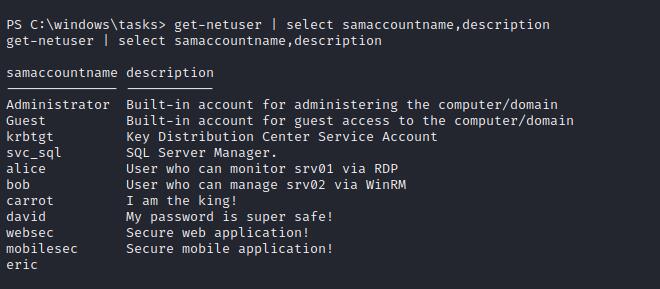 PS C:\windows\tasks> get-netuser | select samaccountname,description
get-netuser | select samaccountname,description
samaccountname description
-------------- -----------
Administrator Built-in account for administering the computer/domain
Guest Built-in account for guest access to the computer/domain
krbtgt Key Distribution Center Service Account
svc_sql SQL Server Manager.
alice User who can monitor srv01 via RDP
bob User who can manage srv02 via WinRM
carrot I am the king!
david My password is super safe!
websec Secure web application!
mobilesec Secure mobile application!
eric